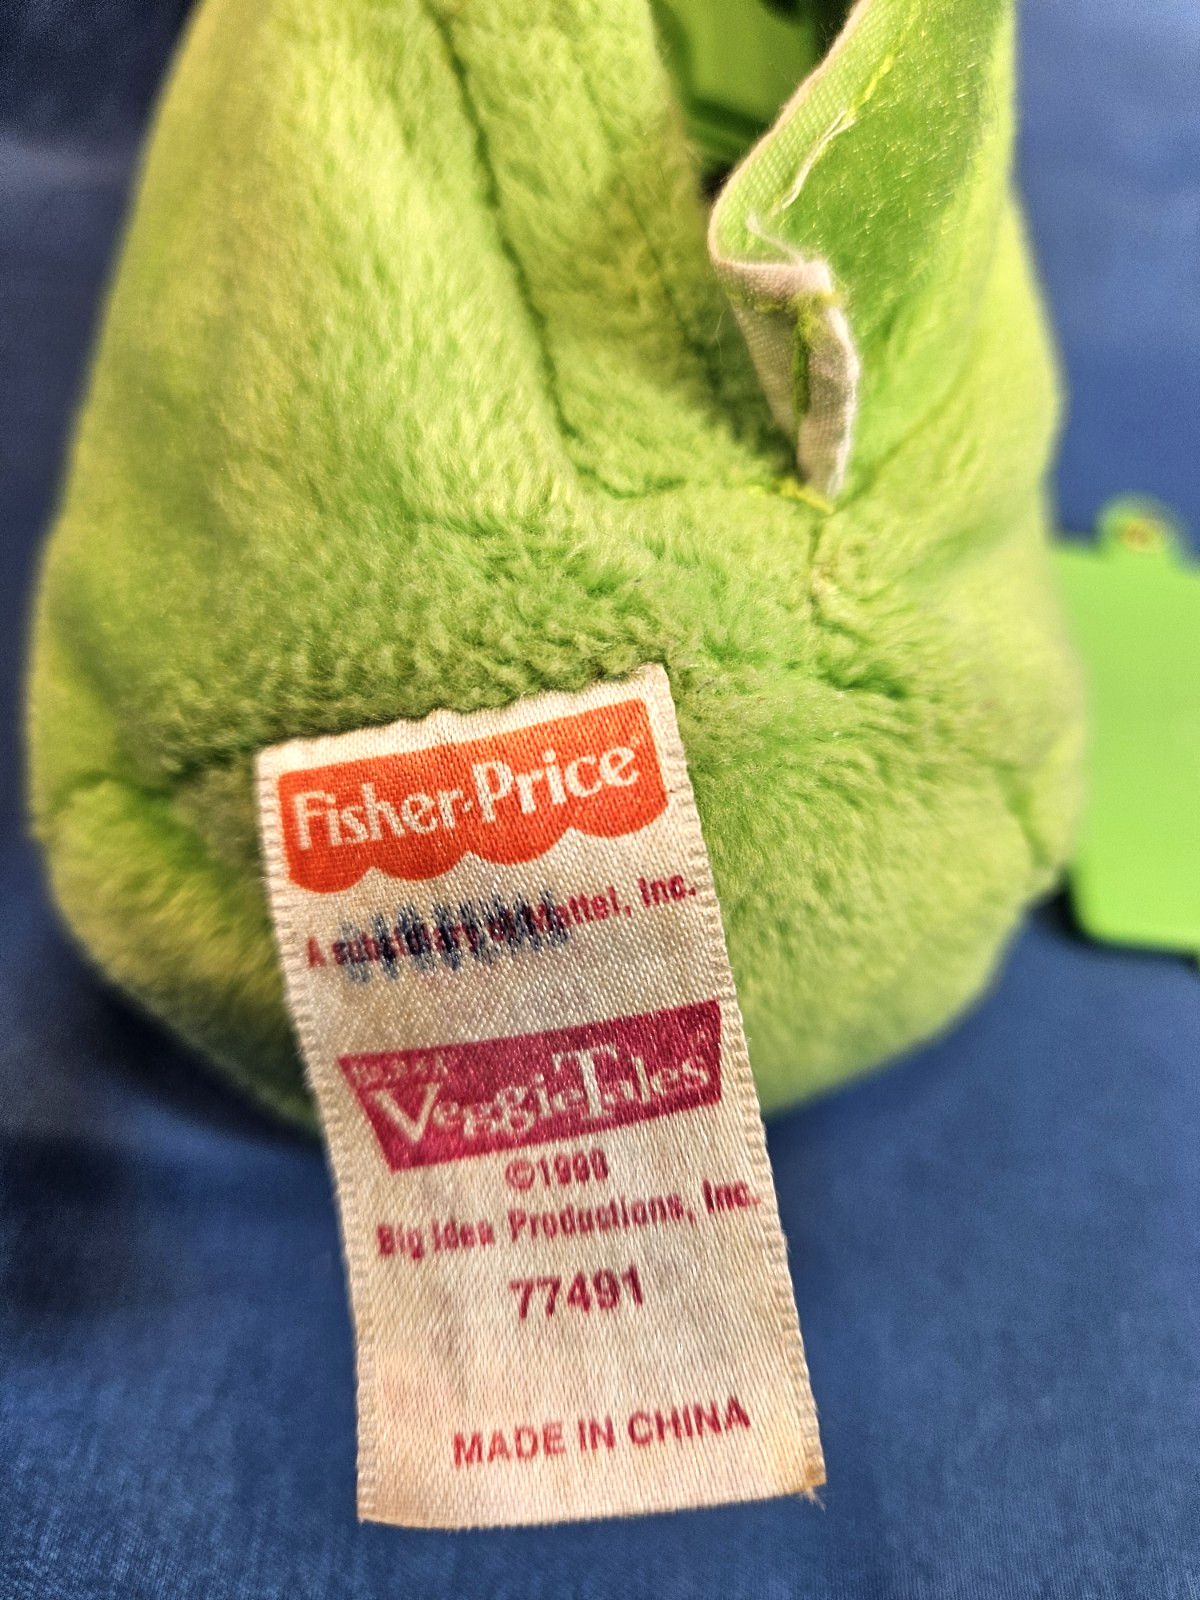 Fisher-Price
A subsidiary of Mattel, Inc.
VeggieTales
©1998
Big Idea Productions, Inc.
77491
MADE IN CHINA